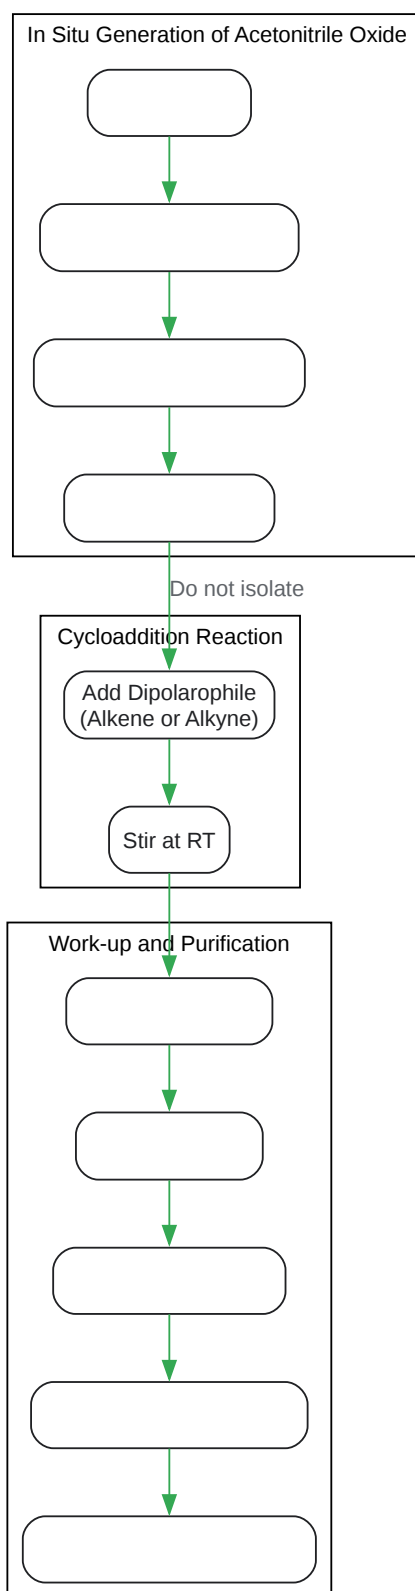 In Situ Generation of Acetonitrile Oxide
Do not isolate
Cycloaddition Reaction
Add Dipolarophile
(Alkene or Alkyne)
Stir at RT
Work-up and Purification